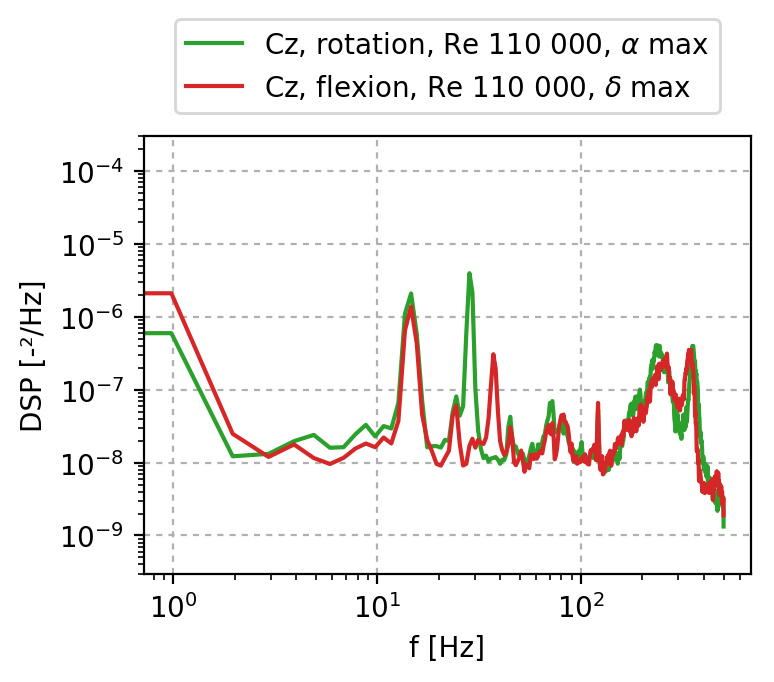 Cz, rotation, Re 110 000, α max
Cz, flexion, Re 110 000, δ max
DSP [-²/Hz]
10⁻⁴
10⁻⁵
10⁻⁶
10⁻⁷
10⁻⁸
10⁻⁹
10⁰ 10¹ 10²
f [Hz]